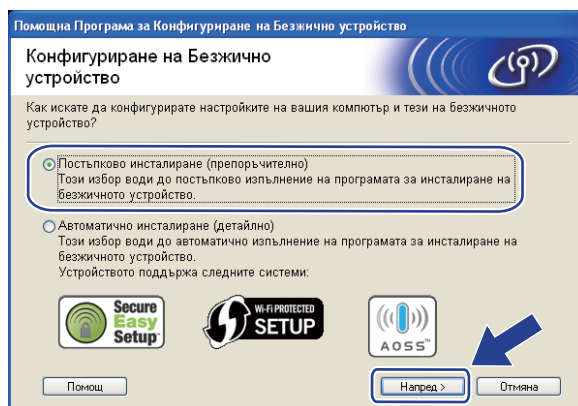 Помощна Програма за Конфигуриране на Безжично устройство
Конфигуриране на Безжично
устройство
Как искате да конфигурирате настройките на вашия компютър и тези на безжичното
устройство?
Постъпково инсталиране (препоръчително)
Този избор води до постъпково изпълнение на програмата за инсталиране на
безжичното устройство.
Автоматично инсталиране (детайлно)
Този избор води до автоматично изпълнение на програмата за инсталиране на
безжичното устройство.
Устройството поддържа следните системи:
Secure
Easy
Setup
WI-FI PROTECTED
SETUP
AOSS™
Помощ
Напред >
Отмяна